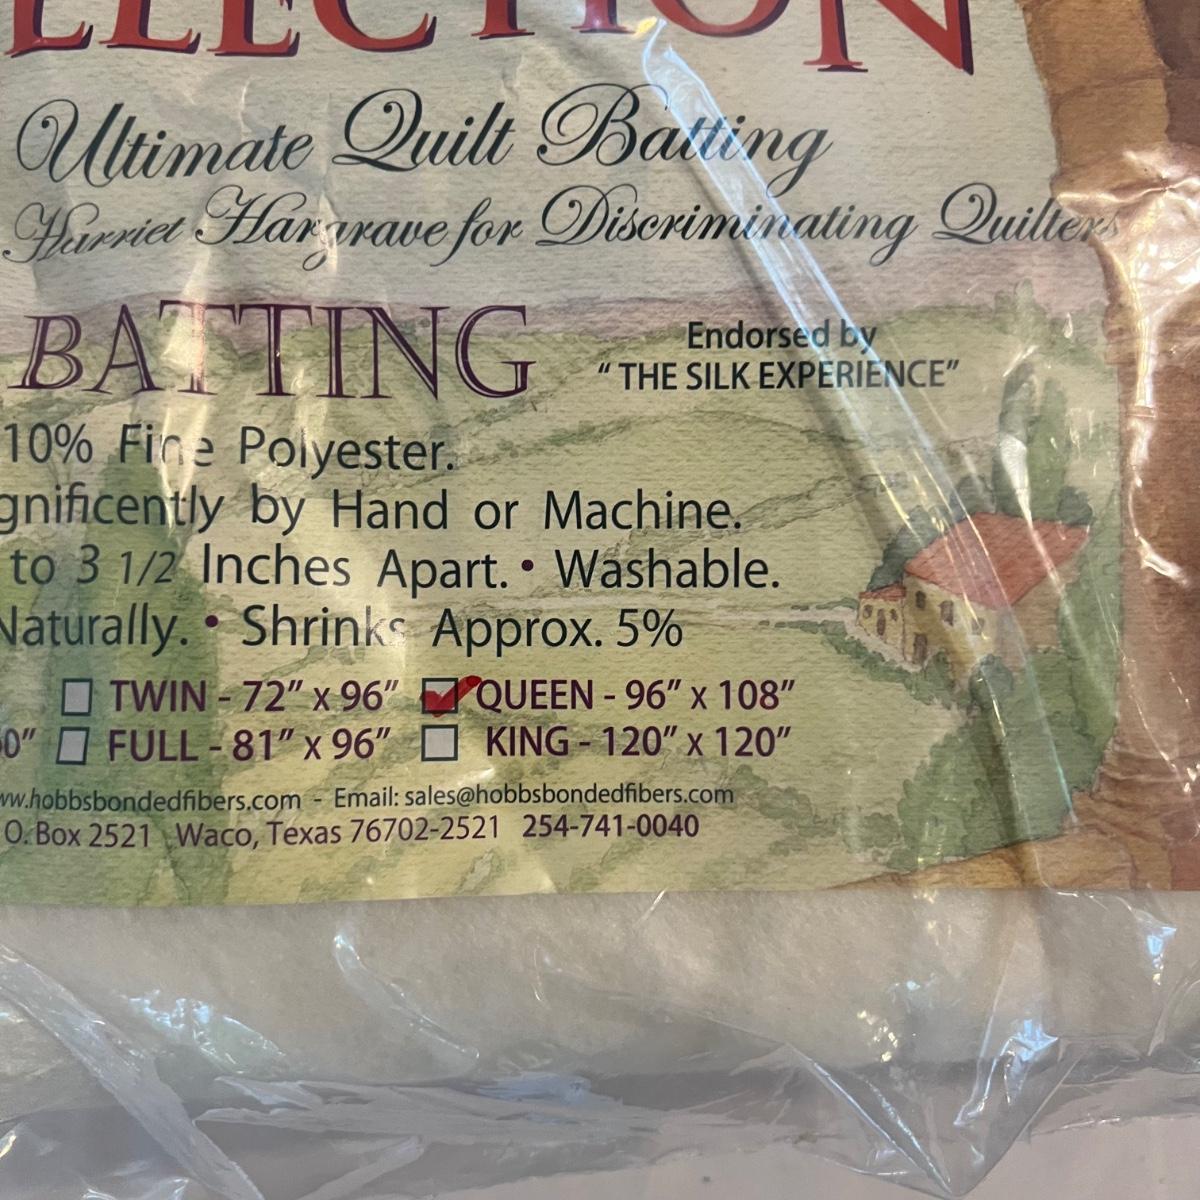 LLECTION
Ultimate Quilt Batting
Harriet Hargrave for Discriminating Quilters
BATTING
Endorsed by
“ THE SILK EXPERIENCE”
10% Fine Polyester.
gnificently by Hand or Machine.
to 3 1/2 Inches Apart. • Washable.
Naturally. • Shrinks Approx. 5%
TWIN - 72” x 96” QUEEN - 96” x 108”
0” FULL - 81” x 96” KING - 120” x 120”
ww.hobbsbondedfibers.com - Email: sales@hobbsbondedfibers.com
O. Box 2521 Waco, Texas 76702-2521 254-741-0040